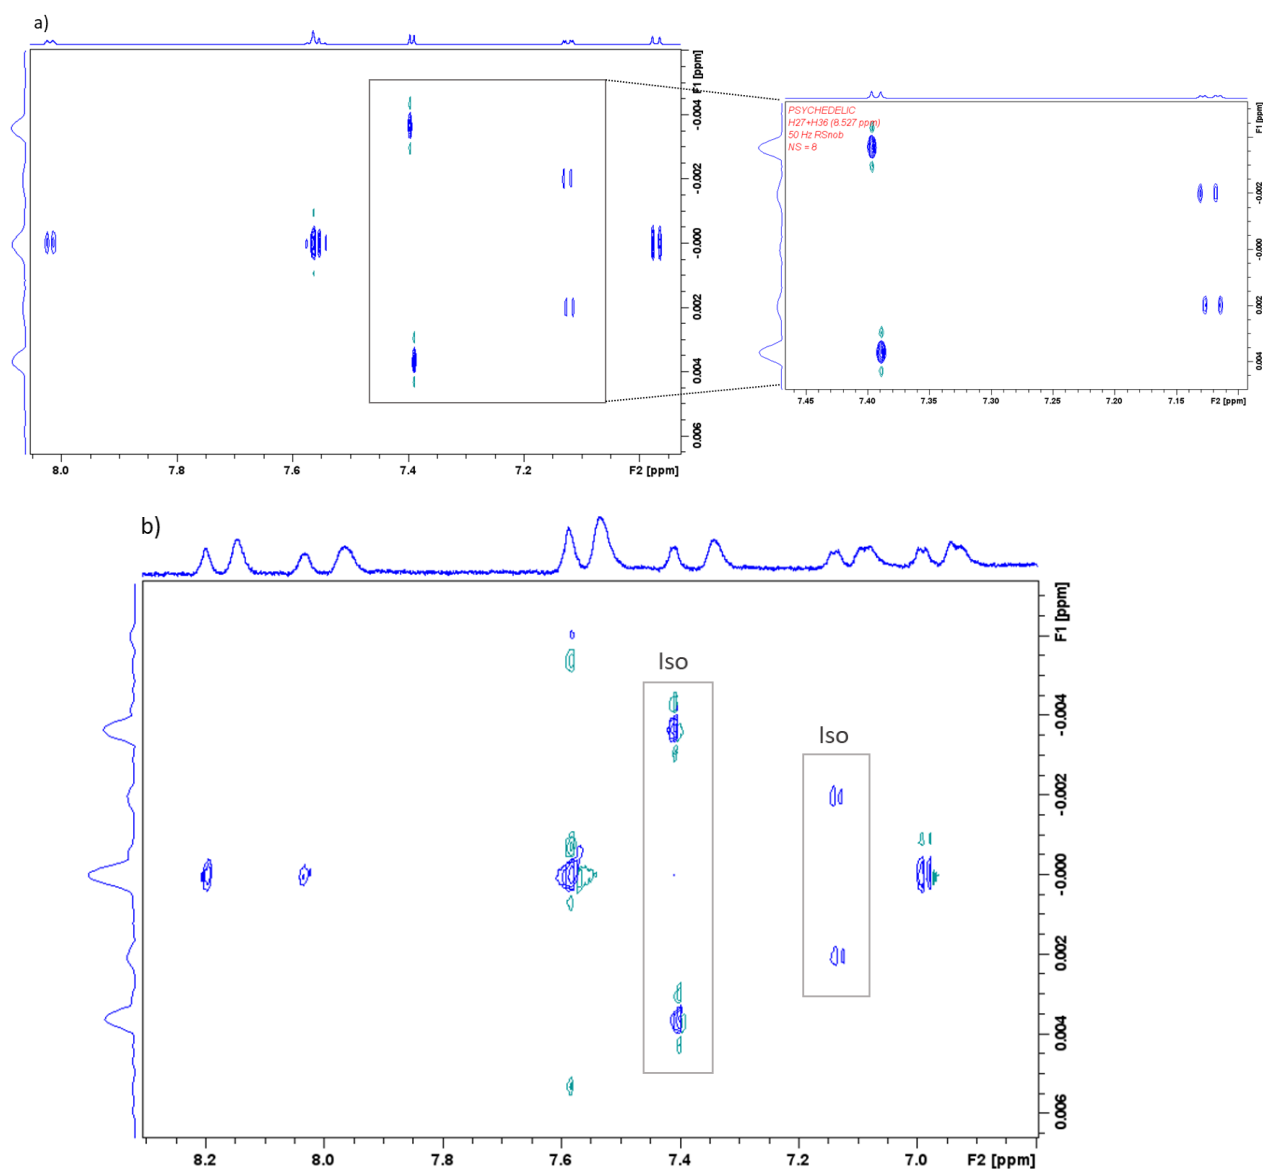 a)
F1 [ppm]
-0.004
-0.002
-0.000
0.002
0.004
0.006
8.0
7.8
7.6
7.4
7.2
F2 [ppm]
PSYCHEDELIC
H27+H36 (8.527 ppm)
50 Hz RSnob
NS = 8
F1 [ppm]
-0.002
-0.000
0.002
0.004
7.45
7.40
7.35
7.30
7.25
7.20
7.15
F2 [ppm]
b)
Iso
Iso
F1 [ppm]
-0.004
-0.002
-0.000
0.002
0.004
0.006
8.2
8.0
7.8
7.6
7.4
7.2
7.0
F2 [ppm]